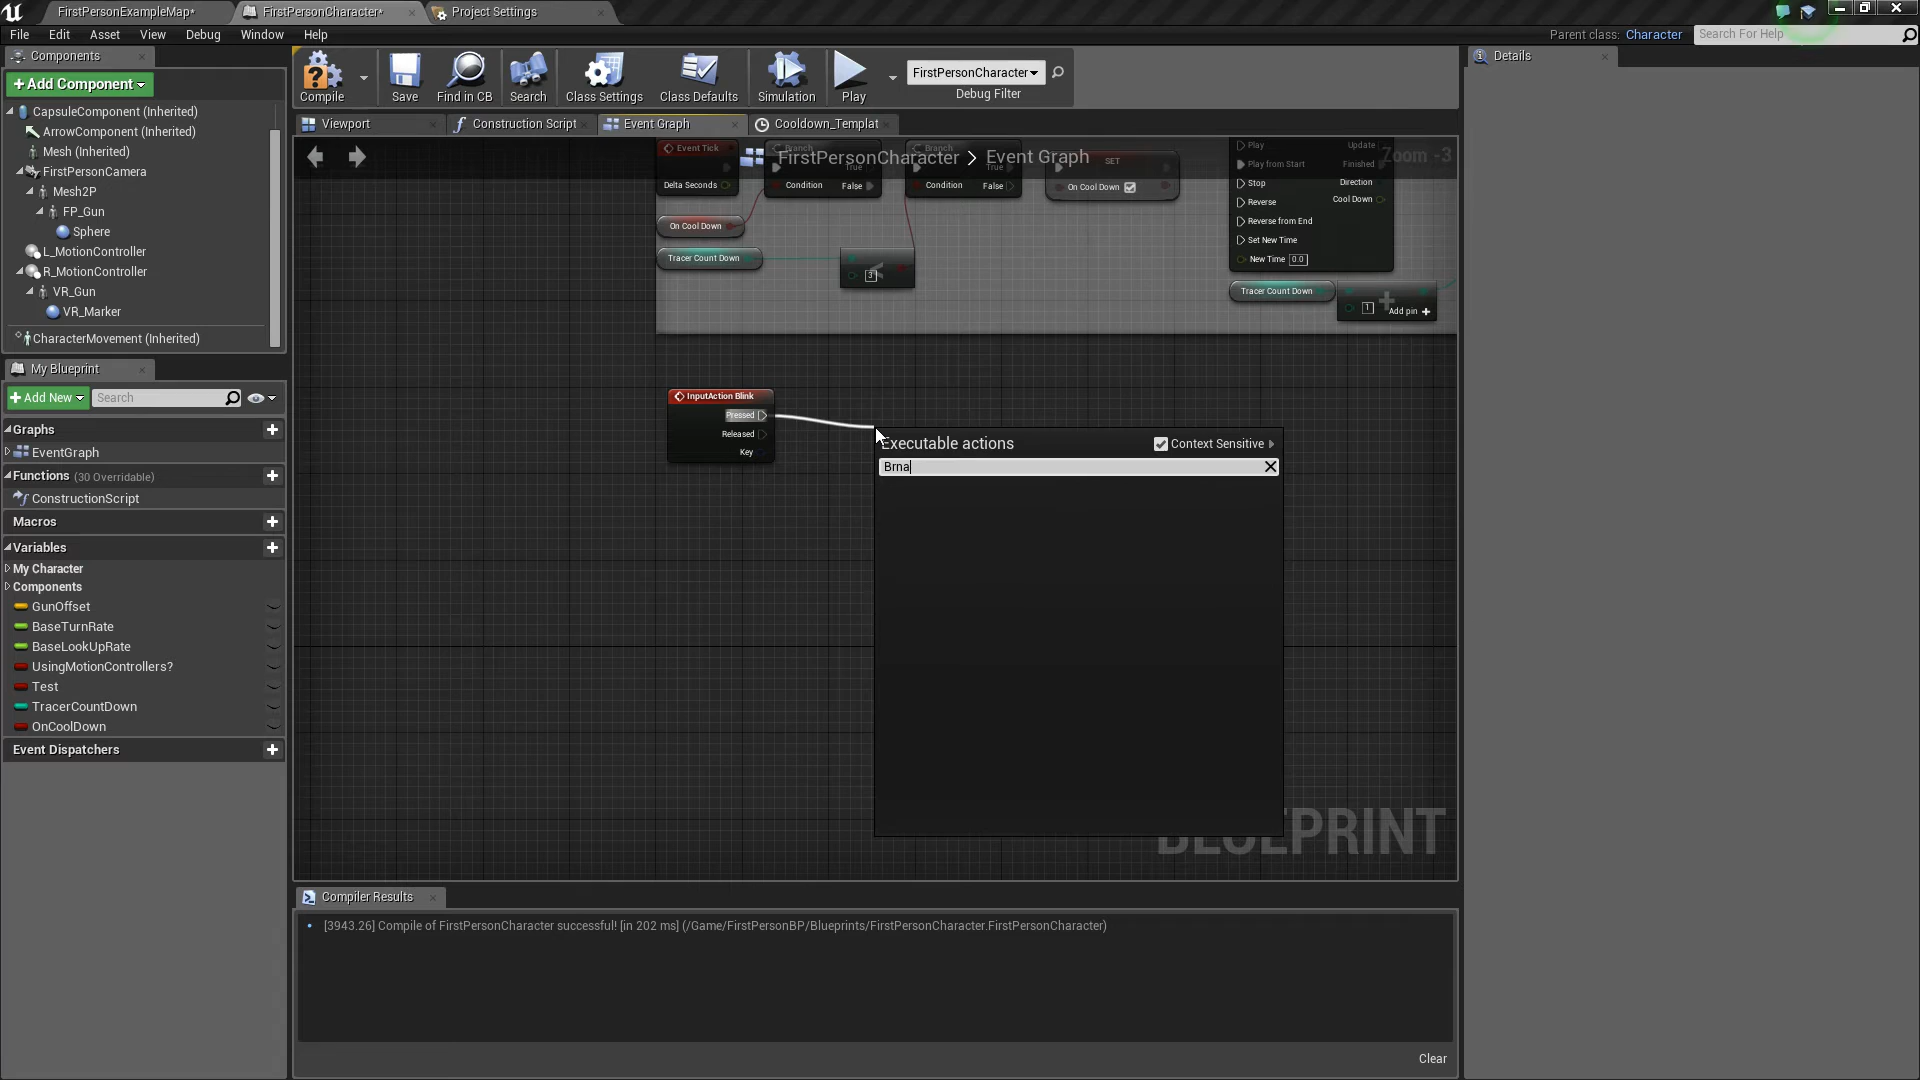 FirstPersonExampleMap*
FirstPersonCharacter*
Project Settings
File Edit Asset View Debug Window Help
Parent class: Character
Search For Help
Components
+Add Component
CapsuleComponent (Inherited)
ArrowComponent (Inherited)
Mesh (Inherited)
FirstPersonCamera
Mesh2P
FP_Gun
Sphere
L_MotionController
R_MotionController
VR_Gun
VR_Marker
CharacterMovement (Inherited)
My Blueprint
+Add New
Search
Graphs
EventGraph
Functions (30 Overridable)
ConstructionScript
Macros
Variables
My Character
Components
GunOffset
BaseTurnRate
BaseLookUpRate
UsingMotionControllers?
Test
TracerCountDown
OnCoolDown
Event Dispatchers
Compile
Save
Find in CB
Search
Class Settings
Class Defaults
Simulation
Play
FirstPersonCharacter
Debug Filter
Viewport
Construction Script
Event Graph
Cooldown_Templat
FirstPersonCharacter > Event Graph
Zoom -3
Event Tick
Delta Seconds
Branch
True
Condition
False
Branch
True
Condition
False
SET
On Cool Down
On Cool Down
Tracer Count Down
3
Play
Update
Play from Start
Finished
Stop
Direction
Reverse
Cool Down
Reverse from End
Set New Time
New Time 0.0
Tracer Count Down
1
Add pin +
InputAction Blink
Pressed
Released
Key
Executable actions
Context Sensitive
Brna
BLUEPRINT
Compiler Results
[3943.26] Compile of FirstPersonCharacter successful! [in 202 ms] (/Game/FirstPersonBP/Blueprints/FirstPersonCharacter.FirstPersonCharacter)
Clear
Details